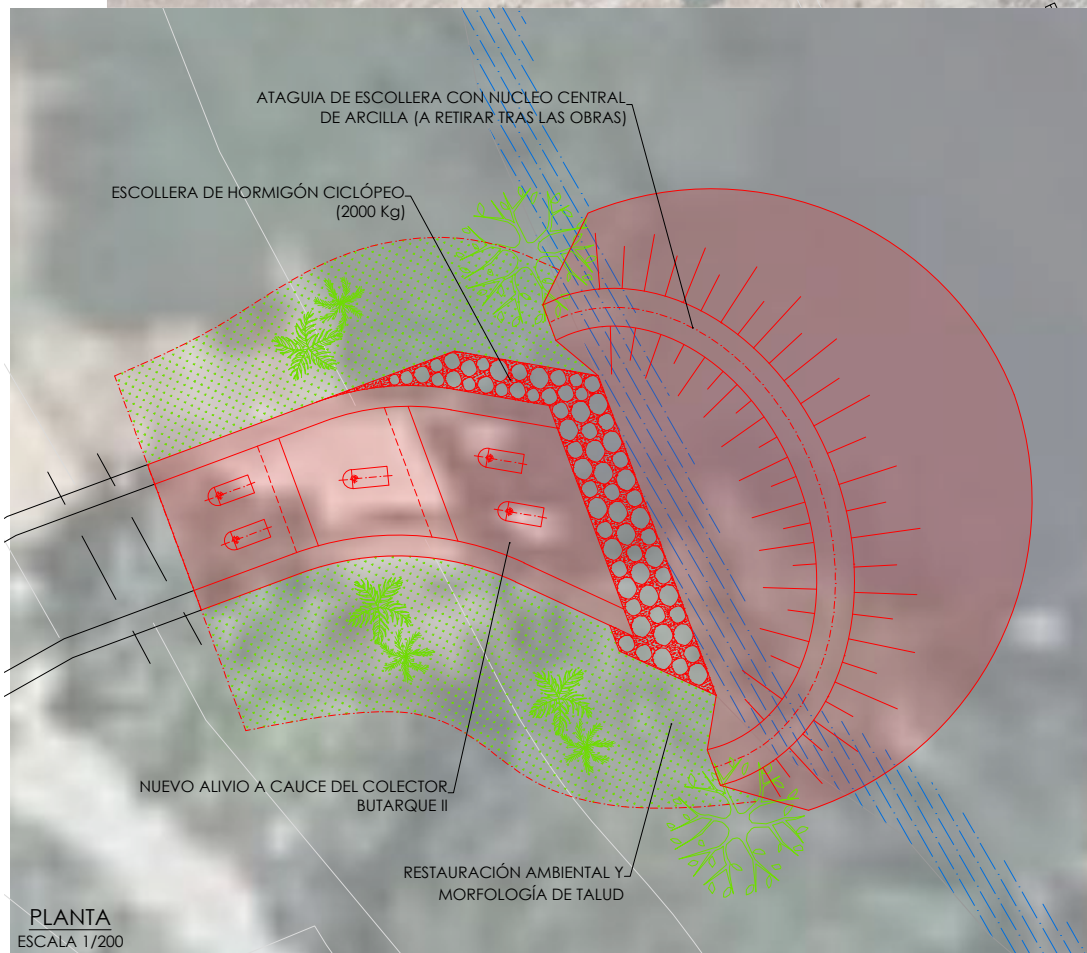 ATAGUIA DE ESCOLLERA CON NUCLEO CENTRAL
DE ARCILLA (A RETIRAR TRAS LAS OBRAS)
ESCOLLERA DE HORMIGÓN CICLÓPEO
(2000 Kg)
NUEVO ALIVIO A CAUCE DEL COLECTOR
BUTARQUE II
RESTAURACIÓN AMBIENTAL Y
MORFOLOGÍA DE TALUD
PLANTA
ESCALA 1/200